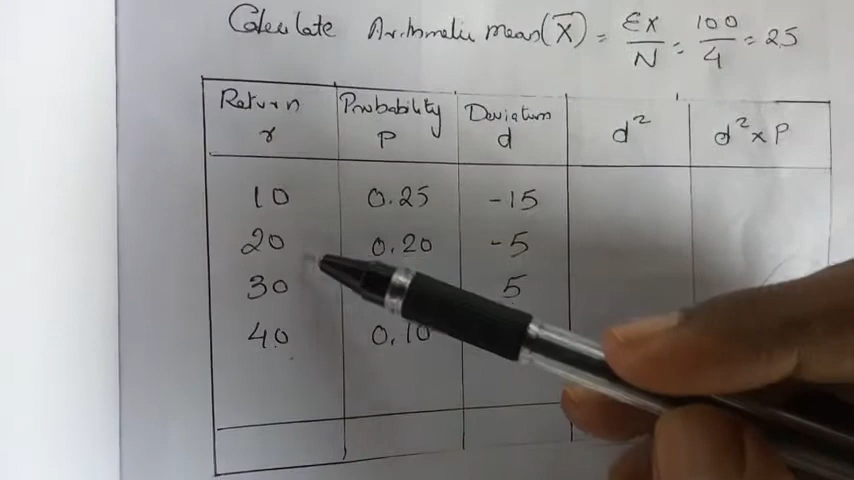 Calculate Arithmetic mean (X̄) = ΣX/N = 100/4 = 25
Return r Probability P Deviation d d² d² x P
10 0.25 -15
20 0.20 -5
30 5
40 0.10